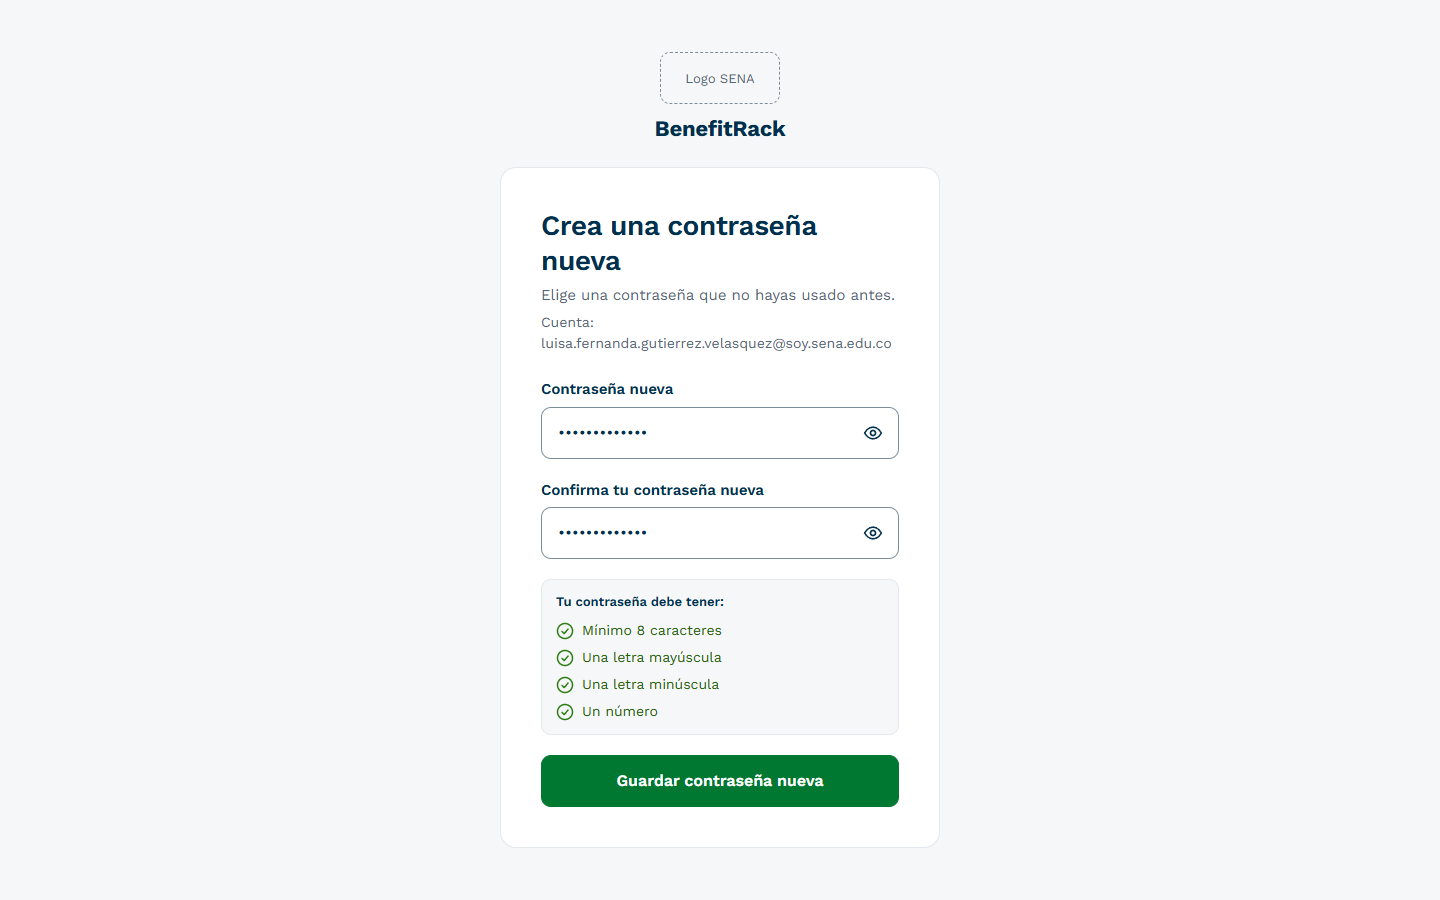 Logo SENA
BenefitRack
Crea una contraseña
nueva
Elige una contraseña que no hayas usado antes.
Cuenta:
luisa.fernanda.gutierrez.velasquez@soy.sena.edu.co
Contraseña nueva
•••••••••••••
Confirma tu contraseña nueva
•••••••••••••
Tu contraseña debe tener:
Mínimo 8 caracteres
Una letra mayúscula
Una letra minúscula
Un número
Guardar contraseña nueva